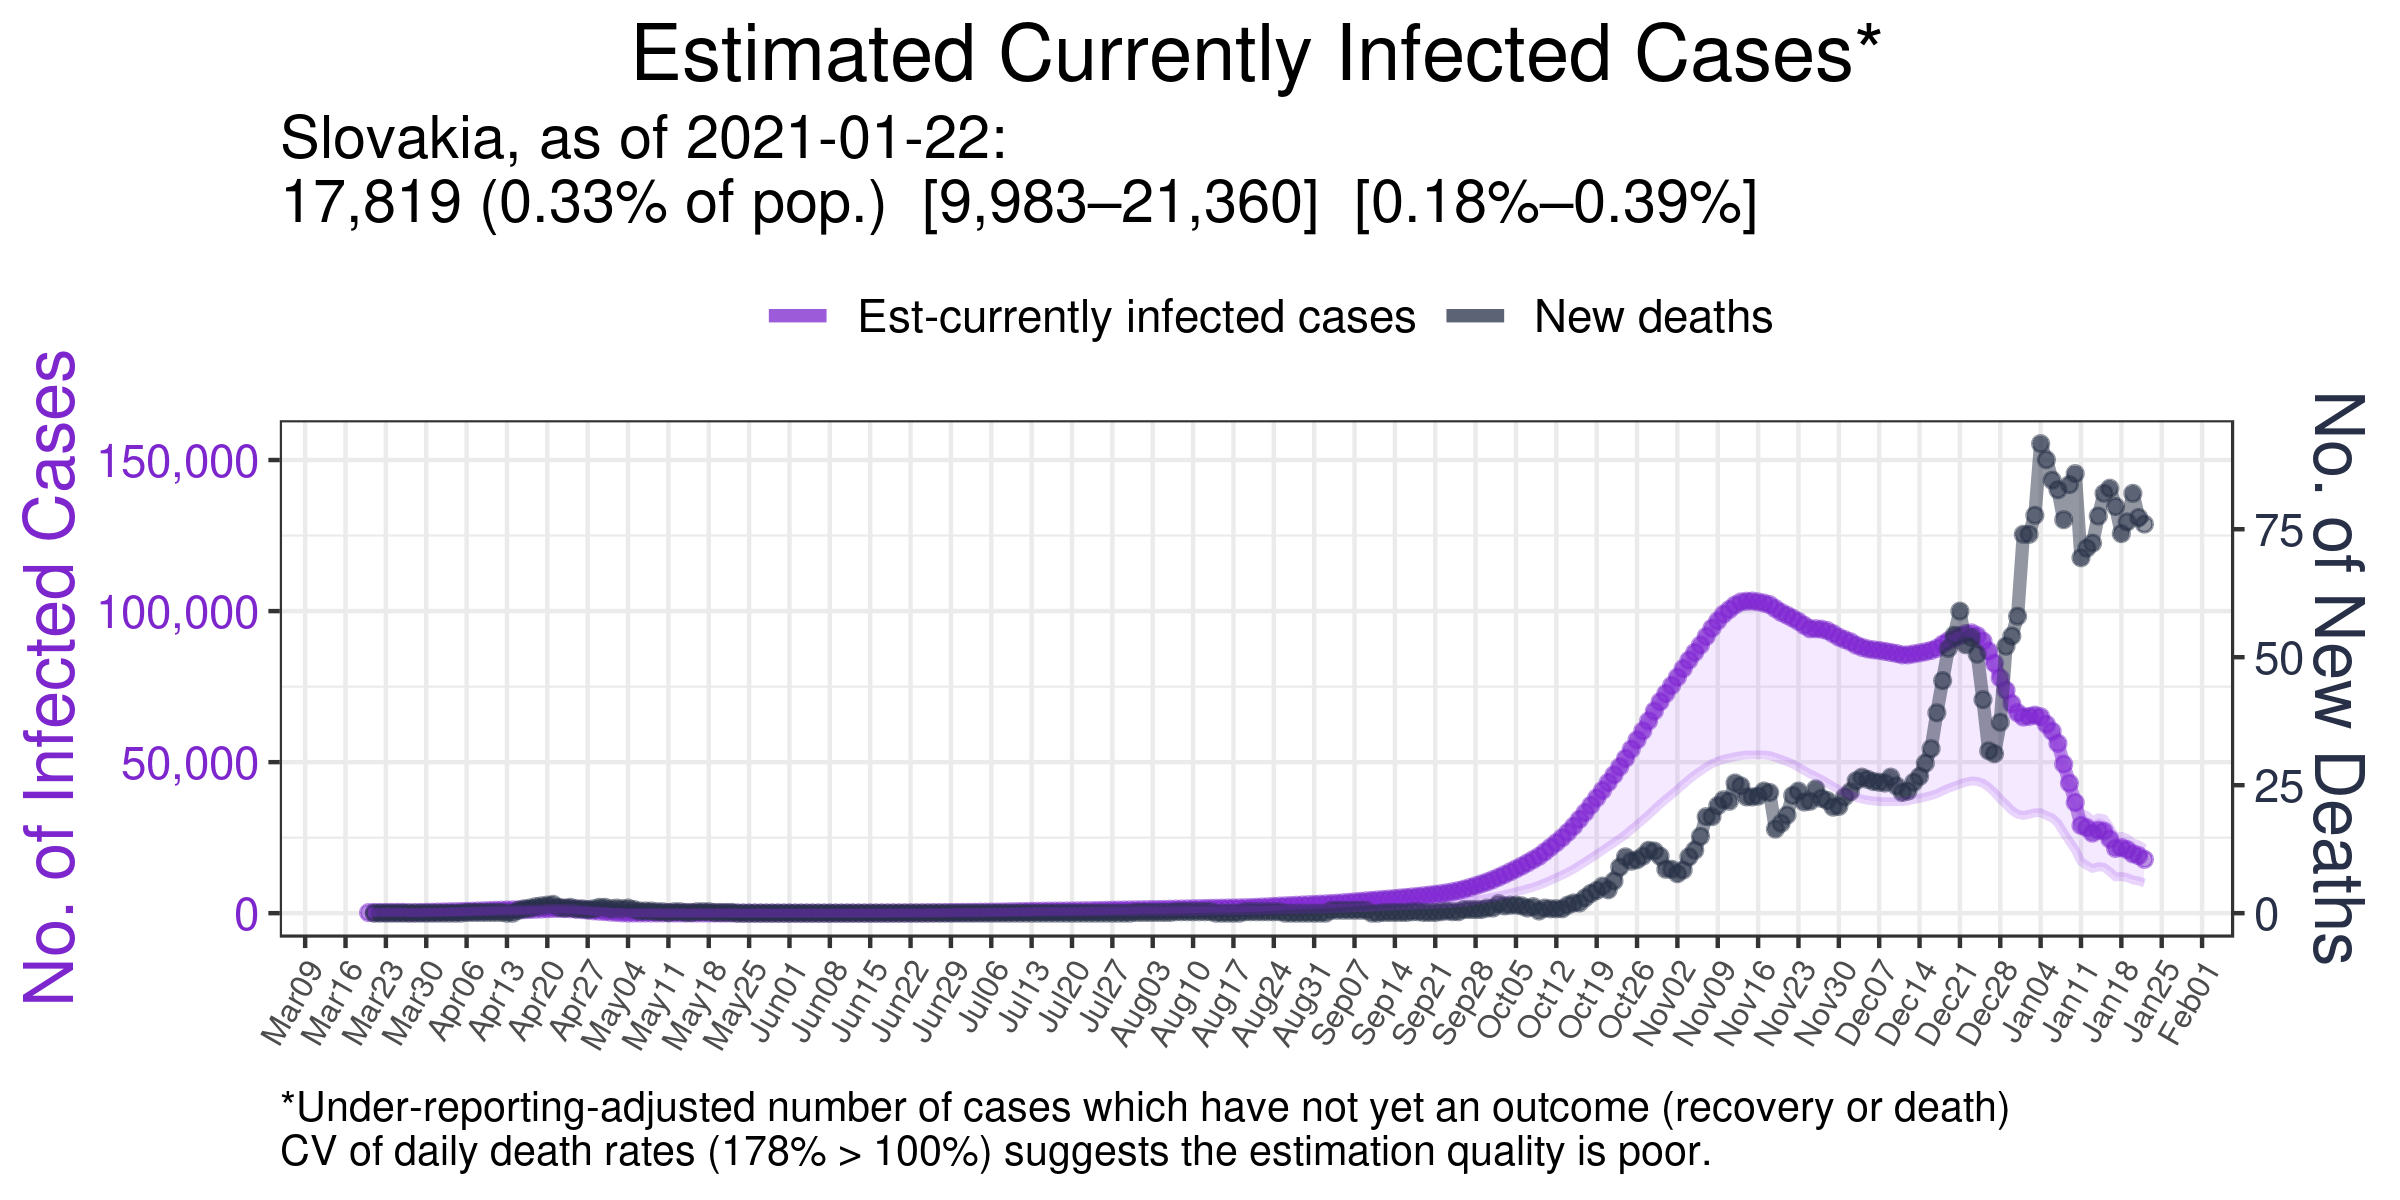 Estimated Currently Infected Cases*
Slovakia, as of 2021-01-22:
17,819 (0.33% of pop.)  [9,983–21,360]  [0.18%–0.39%]
Est-currently infected cases
New deaths
No. of Infected Cases
150,000
100,000
50,000
0
75
50
25
0
No. of New Deaths
Mar09
Mar16
Mar23
Mar30
Apr06
Apr13
Apr20
Apr27
May04
May11
May18
May25
Jun01
Jun08
Jun15
Jun22
Jun29
Jul06
Jul13
Jul20
Jul27
Aug03
Aug10
Aug17
Aug24
Aug31
Sep07
Sep14
Sep21
Sep28
Oct05
Oct12
Oct19
Oct26
Nov02
Nov09
Nov16
Nov23
Nov30
Dec07
Dec14
Dec21
Dec28
Jan04
Jan11
Jan18
Jan25
Feb01
*Under-reporting-adjusted number of cases which have not yet an outcome (recovery or death)
CV of daily death rates (178% > 100%) suggests the estimation quality is poor.